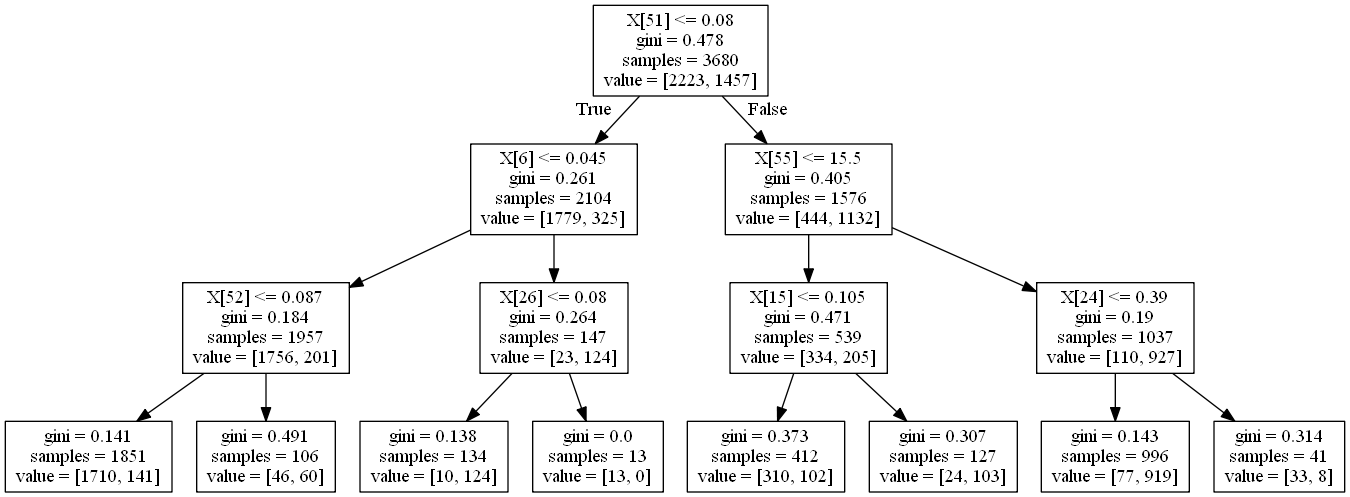 X[51] <= 0.08
gini = 0.478
samples = 3680
value = [2223, 1457]
True
False
X[6] <= 0.045
gini = 0.261
samples = 2104
value = [1779, 325]
X[55] <= 15.5
gini = 0.405
samples = 1576
value = [444, 1132]
X[52] <= 0.087
gini = 0.184
samples = 1957
value = [1756, 201]
X[26] <= 0.08
gini = 0.264
samples = 147
value = [23, 124]
X[15] <= 0.105
gini = 0.471
samples = 539
value = [334, 205]
X[24] <= 0.39
gini = 0.19
samples = 1037
value = [110, 927]
gini = 0.141
samples = 1851
value = [1710, 141]
gini = 0.491
samples = 106
value = [46, 60]
gini = 0.138
samples = 134
value = [10, 124]
gini = 0.0
samples = 13
value = [13, 0]
gini = 0.373
samples = 412
value = [310, 102]
gini = 0.307
samples = 127
value = [24, 103]
gini = 0.143
samples = 996
value = [77, 919]
gini = 0.314
samples = 41
value = [33, 8]